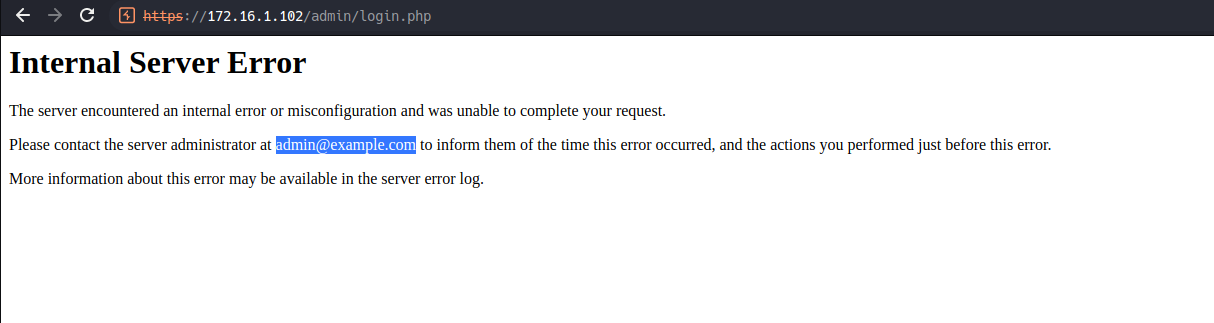 https://172.16.1.102/admin/login.php
Internal Server Error
The server encountered an internal error or misconfiguration and was unable to complete your request.
Please contact the server administrator at admin@example.com to inform them of the time this error occurred, and the actions you performed just before this error.
More information about this error may be available in the server error log.